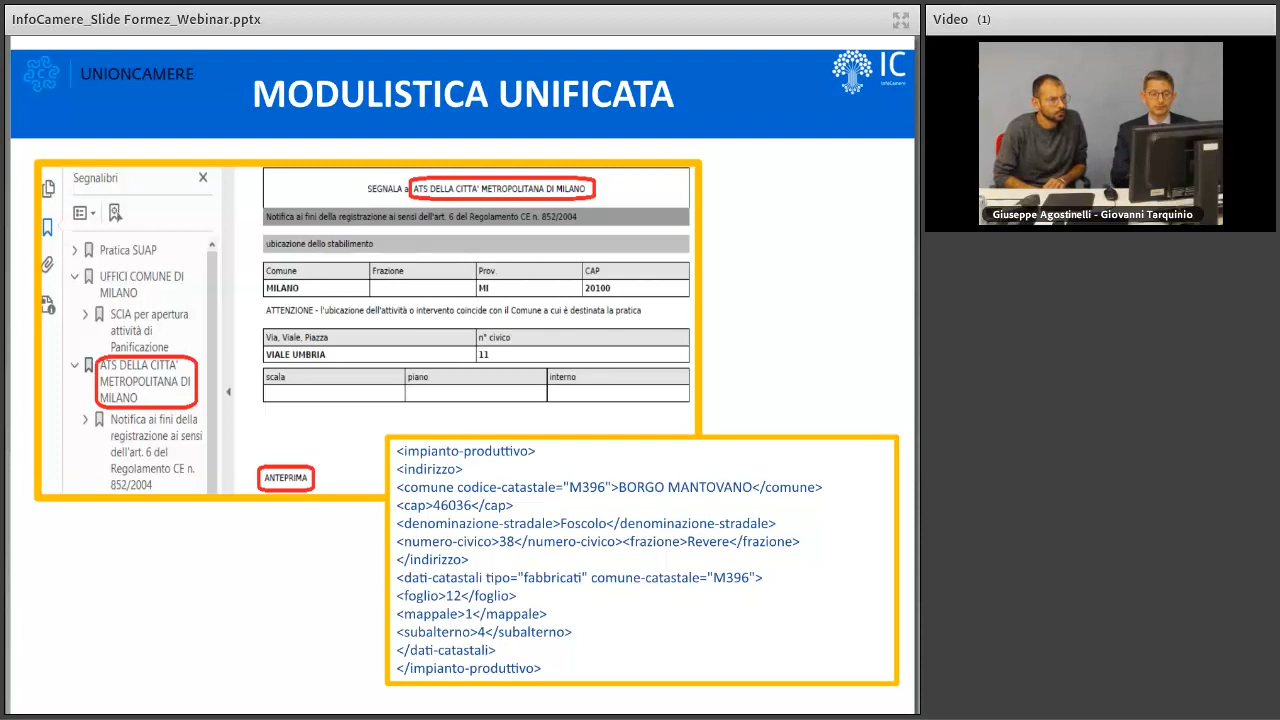 InfoCamere_Slide Formez_Webinar.pptx
Video (1)
UNIONCAMERE
MODULISTICA UNIFICATA
IC
InfoCamere
Giuseppe Agostinelli - Giovanni Tarquinio
Segnalibri
Pratica SUAP
UFFICI COMUNE DI
MILANO
SCIA per apertura
attività di
Panificazione
ATS DELLA CITTA'
METROPOLITANA DI
MILANO
Notifica ai fini della
registrazione ai sensi
dell'art. 6 del
Regolamento CE n.
852/2004
SEGNALA a ATS DELLA CITTA' METROPOLITANA DI MILANO
Notifica ai fini della registrazione ai sensi dell'art. 6 del Regolamento CE n. 852/2004
ubicazione dello stabilimento
Comune Frazione Prov. CAP
MILANO MI 20100
ATTENZIONE - l'ubicazione dell'attività o intervento coincide con il Comune a cui è destinata la pratica
Via, Viale, Piazza n° civico
VIALE UMBRIA 11
scala piano interno
ANTEPRIMA
<impianto-produttivo>
<indirizzo>
<comune codice-catastale="M396">BORGO MANTOVANO</comune>
<cap>46036</cap>
<denominazione-stradale>Foscolo</denominazione-stradale>
<numero-civico>38</numero-civico><frazione>Revere</frazione>
</indirizzo>
<dati-catastali tipo="fabbricati" comune-catastale="M396">
<foglio>12</foglio>
<mappale>1</mappale>
<subalterno>4</subalterno>
</dati-catastali>
</impianto-produttivo>